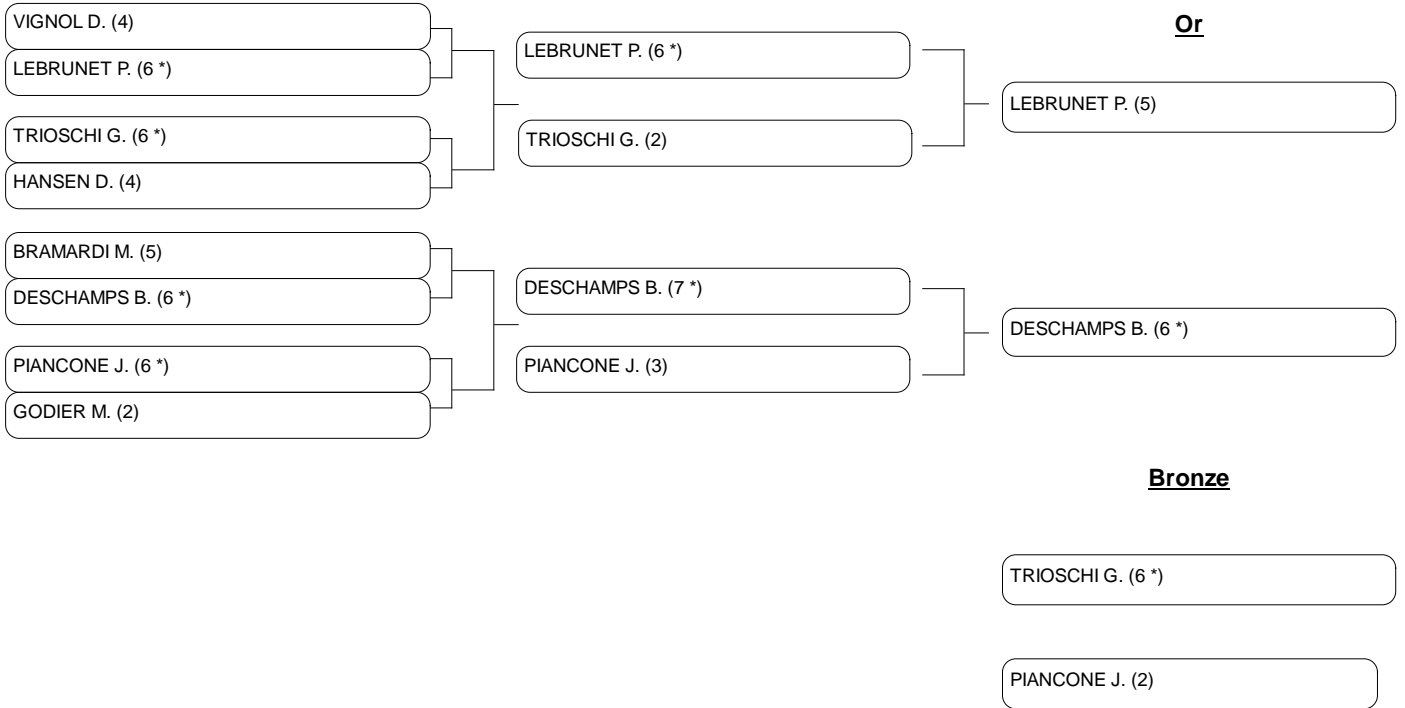 VIGNOL D. (4)
LEBRUNET P. (6 *)
TRIOSCHI G. (6 *)
HANSEN D. (4)
BRAMARDI M. (5)
DESCHAMPS B. (6 *)
PIANCONE J. (6 *)
GODIER M. (2)
LEBRUNET P. (6 *)
TRIOSCHI G. (2)
DESCHAMPS B. (7 *)
PIANCONE J. (3)
Or
LEBRUNET P. (5)
DESCHAMPS B. (6 *)
Bronze
TRIOSCHI G. (6 *)
PIANCONE J. (2)